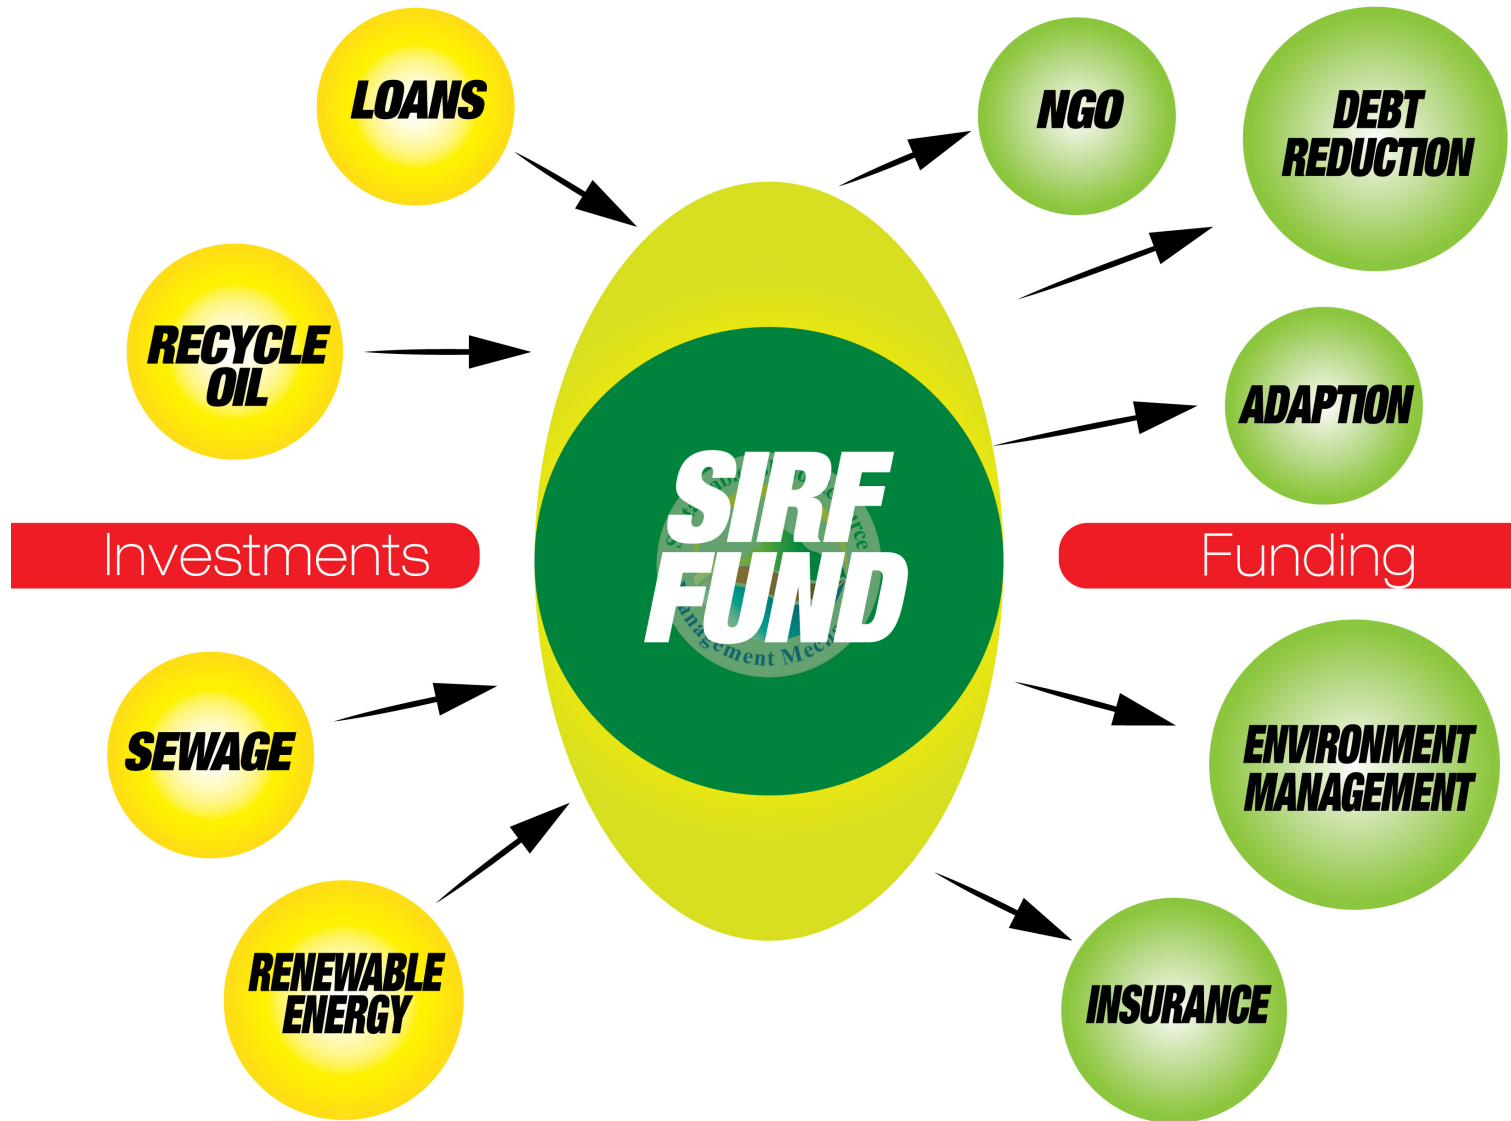 LOANS
NGO
DEBT
REDUCTION
RECYCLE
OIL
ADAPTION
SIRF
FUND
Investments
Funding
SEWAGE
ENVIRONMENT
MANAGEMENT
RENEWABLE
ENERGY
INSURANCE